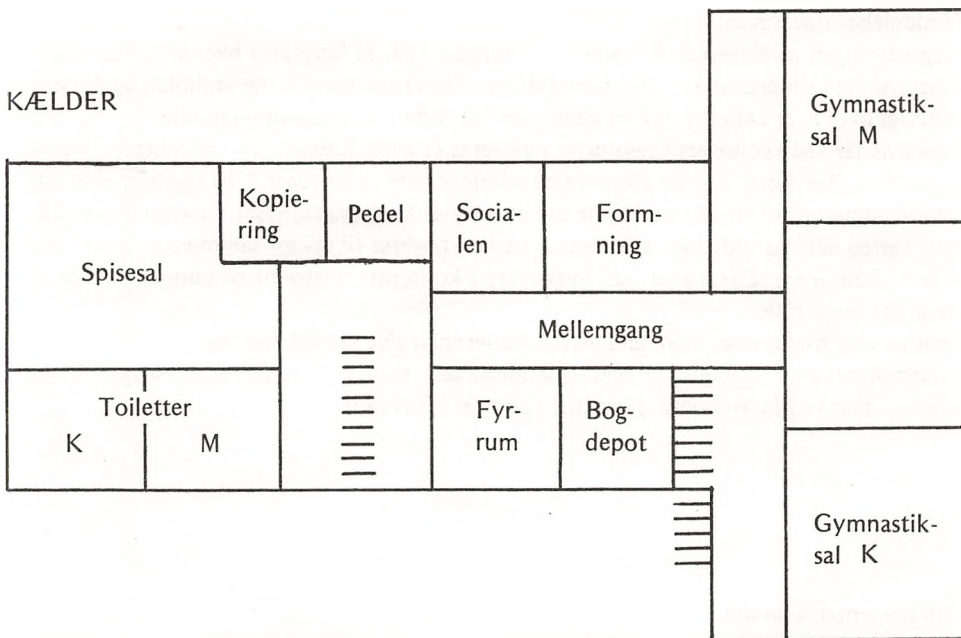 KÆLDER
Gymnastik-
sal M
Kopie-
ring
Pedel
Socia-
len
Form-
ning
Spisesal
Mellemgang
Toiletter
K
M
Fyr-
rum
Bog-
depot
Gymnastik-
sal K